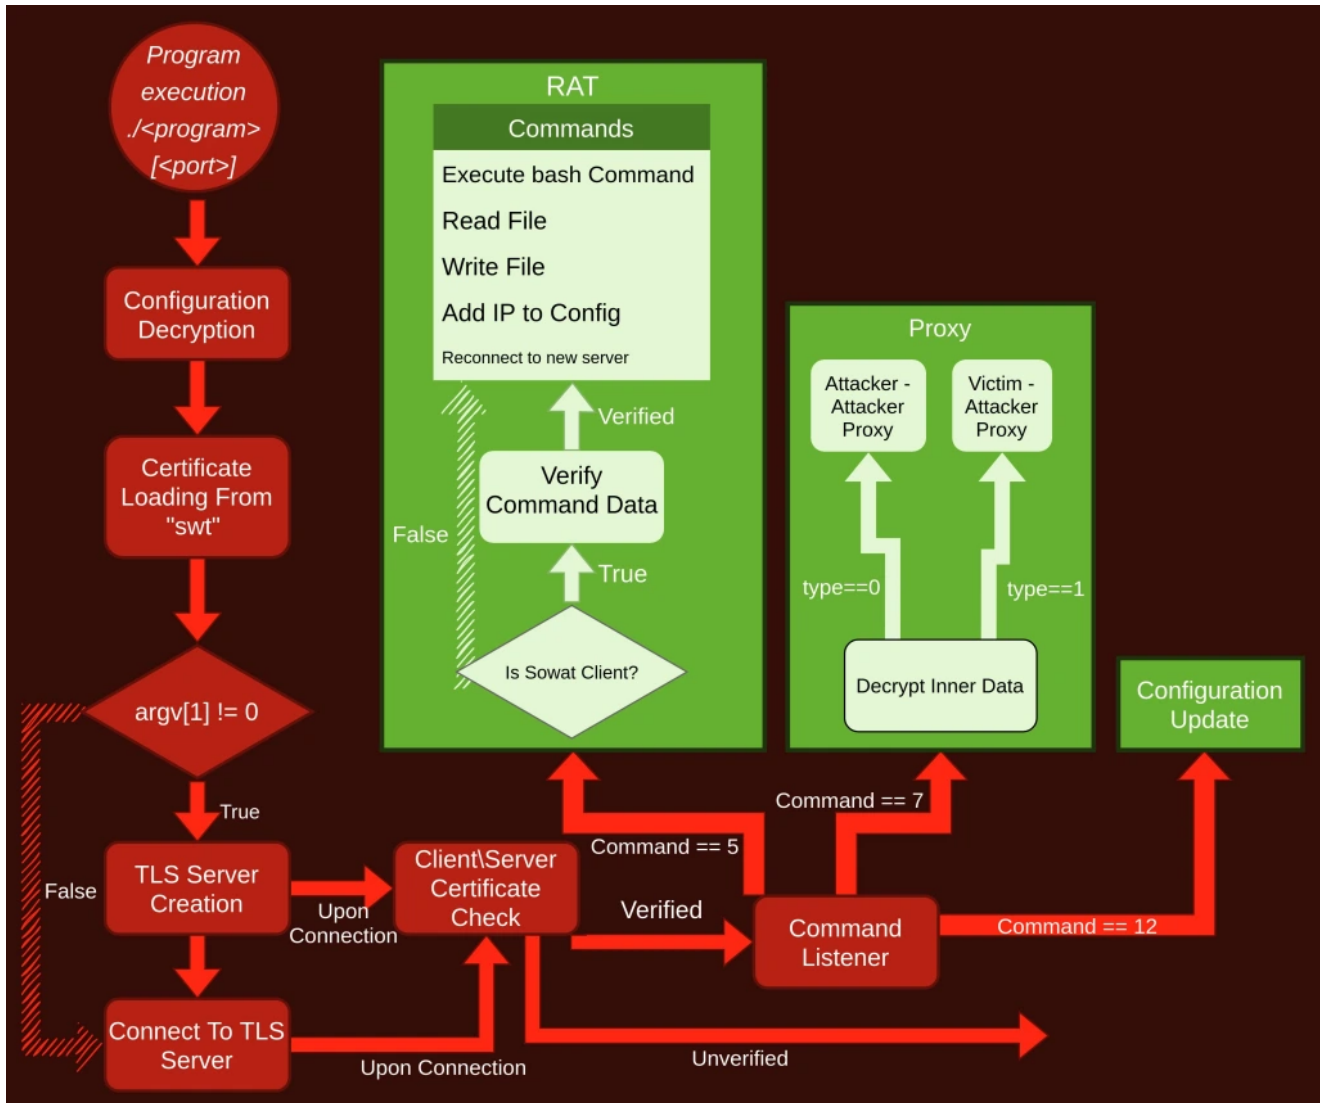 Program
execution
./<program>
[<port>]
Configuration
Decryption
Certificate
Loading From
"swt"
argv[1] != 0
True
False
TLS Server
Creation
Upon
Connection
Connect To TLS
Server
Upon Connection
Client\Server
Certificate
Check
Verified
Unverified
Command
Listener
Command == 5
Command == 7
Command == 12
RAT
Commands
Execute bash Command
Read File
Write File
Add IP to Config
Reconnect to new server
Verified
Verify
Command Data
False
True
Is Sowat Client?
Proxy
Attacker -
Attacker
Proxy
Victim -
Attacker
Proxy
type==0
type==1
Decrypt Inner Data
Configuration
Update